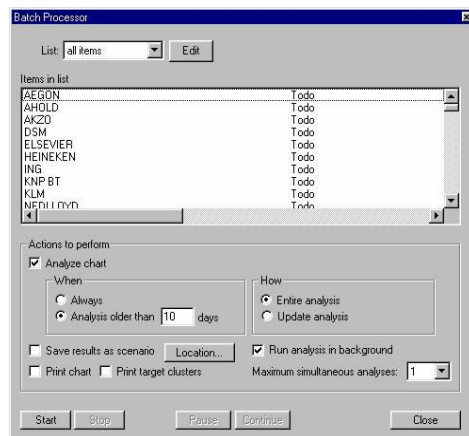 Batch Processor
List: all items Edit
Items in list
AEGON Todo
AHOLD Todo
AKZO Todo
DSM Todo
ELSEVIER Todo
HEINEKEN Todo
ING Todo
KNP BT Todo
KLM Todo
NEDLLOYD Todo
Actions to perform
Analyze chart
When How
Always Entire analysis
Analysis older than 10 days Update analysis
Save results as scenario Location... Run analysis in background
Print chart Print target clusters Maximum simultaneous analyses: 1
Start Stop Pause Continue Close